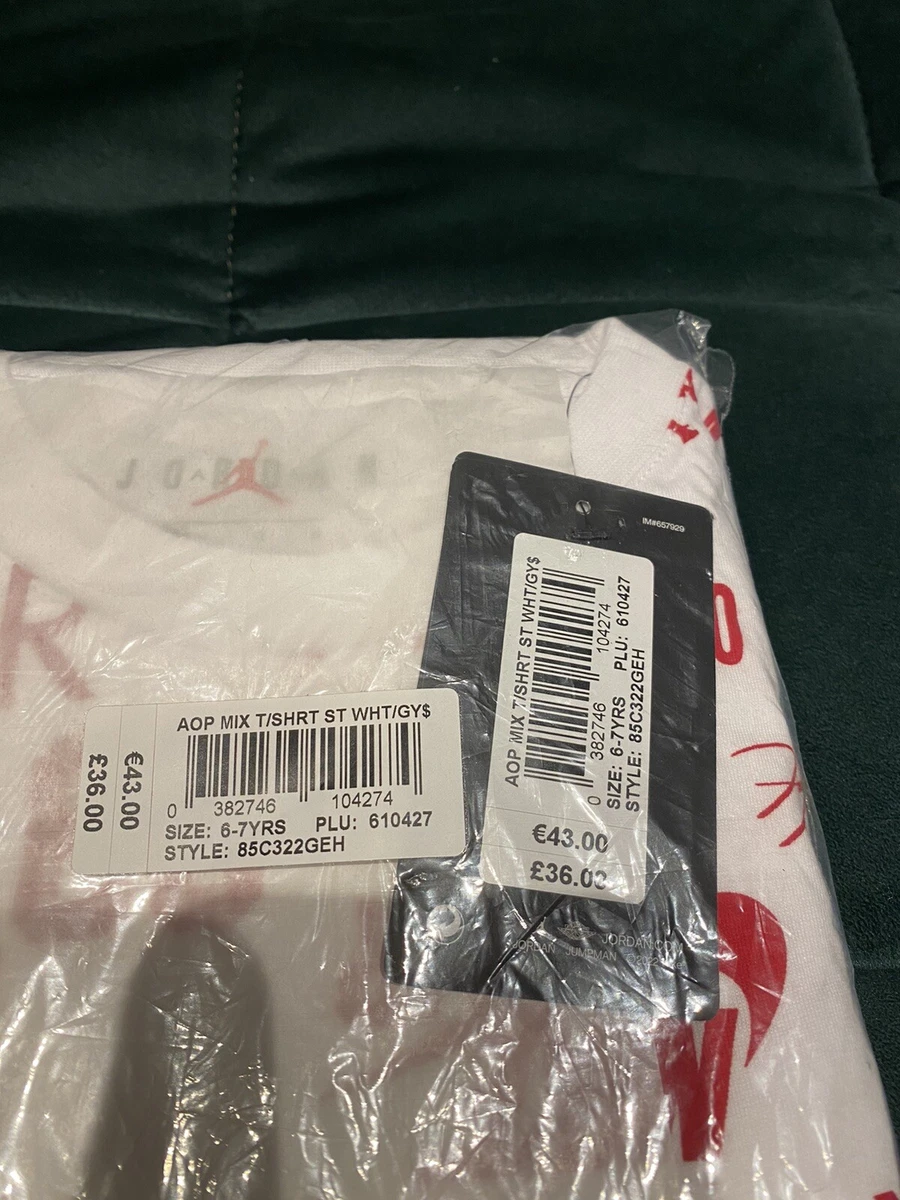 JORDAN
IM#657929
AOP MIX T/SHRT ST WHT/GY$
0 382746 104274
SIZE: 6-7YRS PLU: 610427
STYLE: 85C322GEH
€43.00
£36.00
AOP MIX T/SHRT ST WHT/GY$
0 382746 104274
SIZE: 6-7YRS PLU: 610427
STYLE: 85C322GEH
€43.00
£36.00
JORDAN.COM
JORDAN JUMPMAN